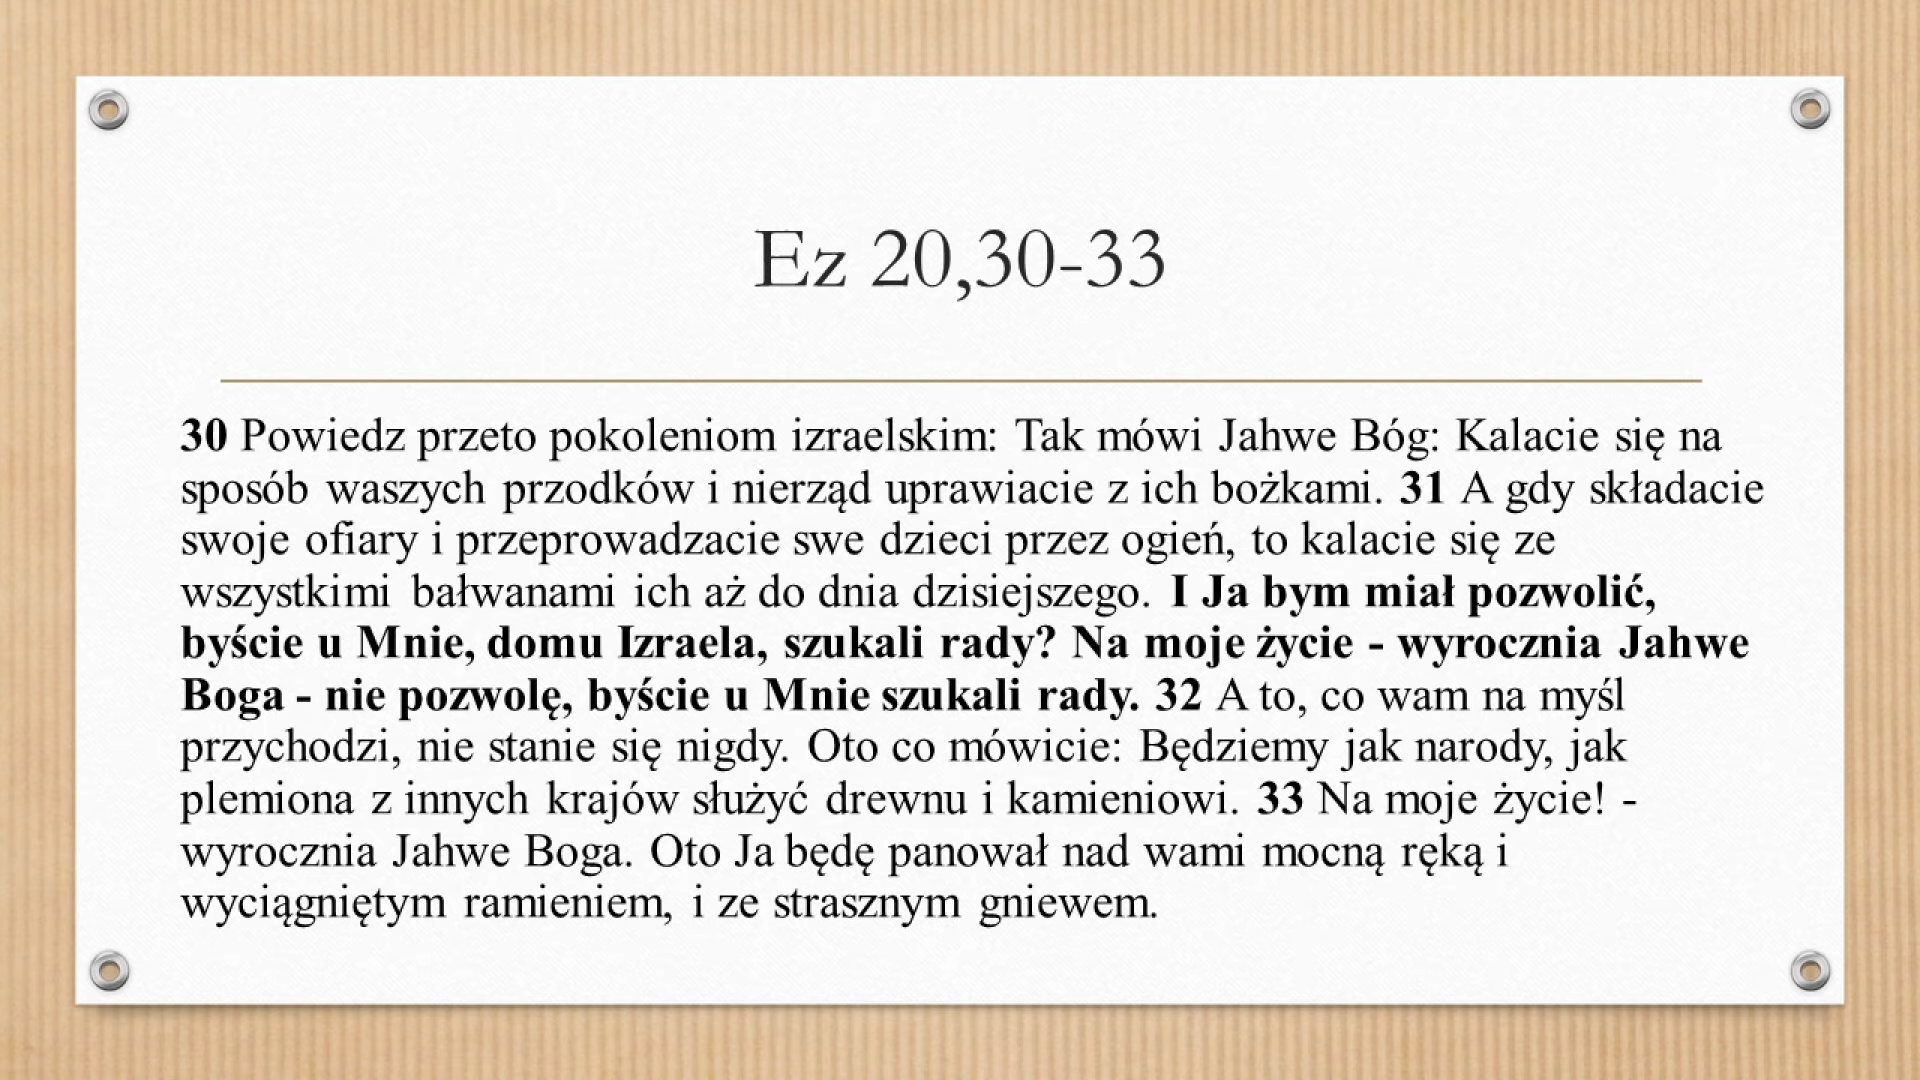 Ez 20,30-33
30 Powiedz przeto pokoleniom izraelskim: Tak mówi Jahwe Bóg: Kalacie się na
sposób waszych przodków i nierząd uprawiacie z ich bożkami. 31 A gdy składacie
swoje ofiary i przeprowadzacie swe dzieci przez ogień, to kalacie się ze
wszystkimi bałwanami ich aż do dnia dzisiejszego. I Ja bym miał pozwolić,
byście u Mnie, domu Izraela, szukali rady? Na moje życie - wyrocznia Jahwe
Boga - nie pozwolę, byście u Mnie szukali rady. 32 A to, co wam na myśl
przychodzi, nie stanie się nigdy. Oto co mówicie: Będziemy jak narody, jak
plemiona z innych krajów służyć drewnu i kamieniowi. 33 Na moje życie! -
wyrocznia Jahwe Boga. Oto Ja będę panował nad wami mocną ręką i
wyciągniętym ramieniem, i ze strasznym gniewem.